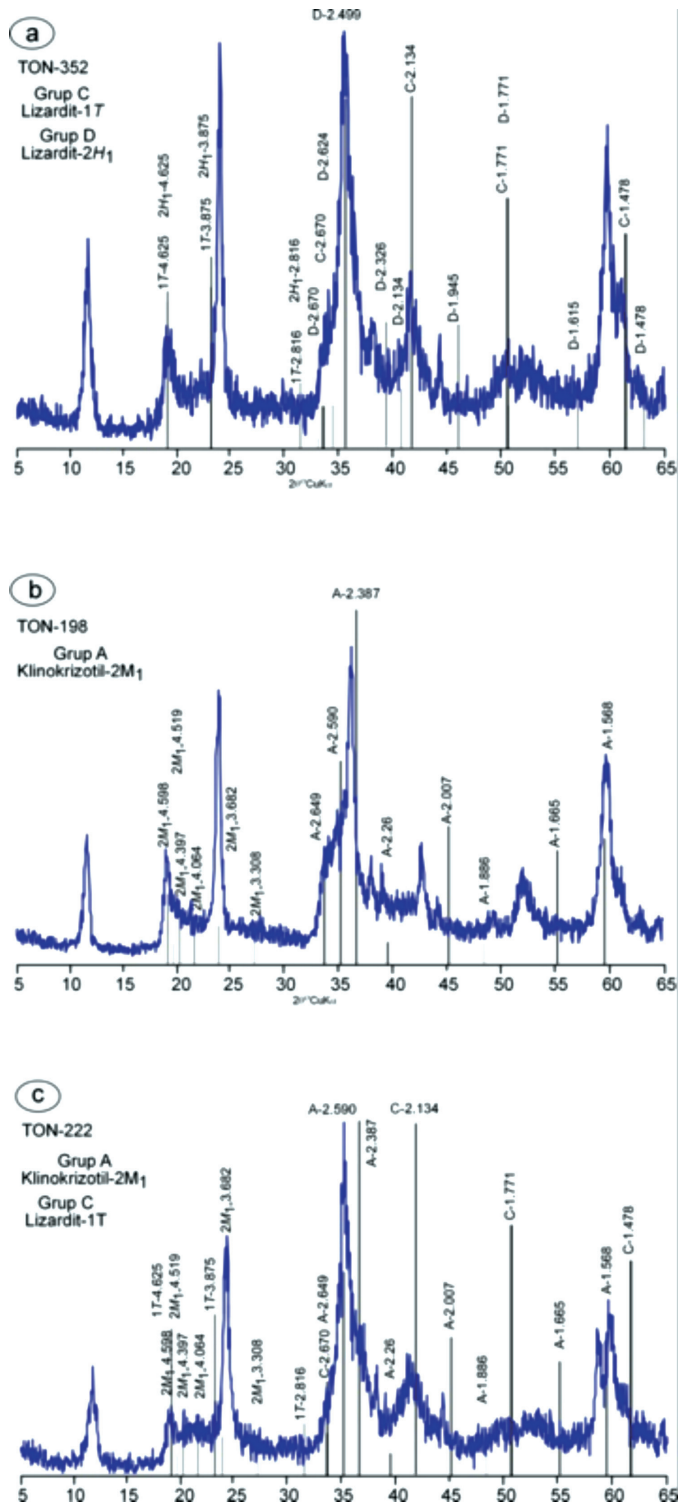 a
TON-352
Grup C
Lizardit-1T
Grup D
Lizardit-2H₁
D-2.499
1T-4.625
2H₁-4.625
1T-3.875
2H₁-3.875
1T-2.816
2H₁-2.816
D-2.670
C-2.670
D-2.624
D-2.326
D-2.134
C-2.134
D-1.945
C-1.771
D-1.771
D-1.615
C-1.478
D-1.478
5 10 15 20 25 30 35 40 45 50 55 60 65
b
TON-198
Grup A
Klinokrizotil-2M₁
A-2.387
2M₁-4.598
2M₁-4.519
2M₁-4.397
2M₁-4.064
2M₁-3.682
2M₁-3.308
A-2.649
A-2.590
A-2.26
A-2.007
A-1.886
A-1.665
A-1.568
5 10 15 20 25 30 35 40 45 50 55 60 65
c
TON-222
Grup A
Klinokrizotil-2M₁
Grup C
Lizardit-1T
A-2.590
C-2.134
1T-4.625
2M₁-4.598
2M₁-4.519
2M₁-4.397
2M₁-4.064
1T-3.875
2M₁-3.682
2M₁-3.308
1T-2.816
C-2.670
A-2.649
A-2.387
A-2.26
A-2.007
A-1.886
C-1.771
A-1.665
A-1.568
C-1.478
5 10 15 20 25 30 35 40 45 50 55 60 65